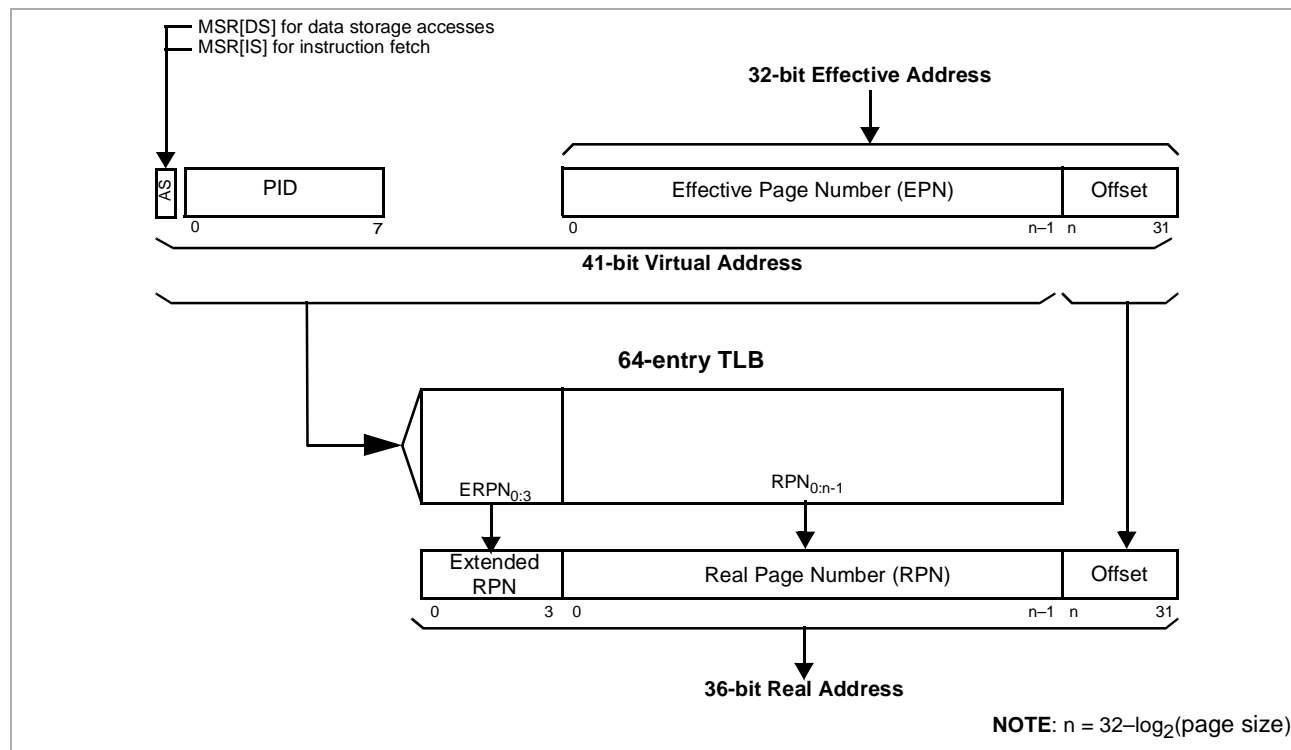 MSR[DS] for data storage accesses
MSR[IS] for instruction fetch
32-bit Effective Address
AS PID Effective Page Number (EPN) Offset
0 7 0 n–1 n 31
41-bit Virtual Address
64-entry TLB
ERPN0:3 RPN0:n-1
Extended
RPN Real Page Number (RPN) Offset
0 3 0 n–1 n 31
36-bit Real Address
NOTE: n = 32–log2(page size)